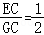 EC/GC = 1/2